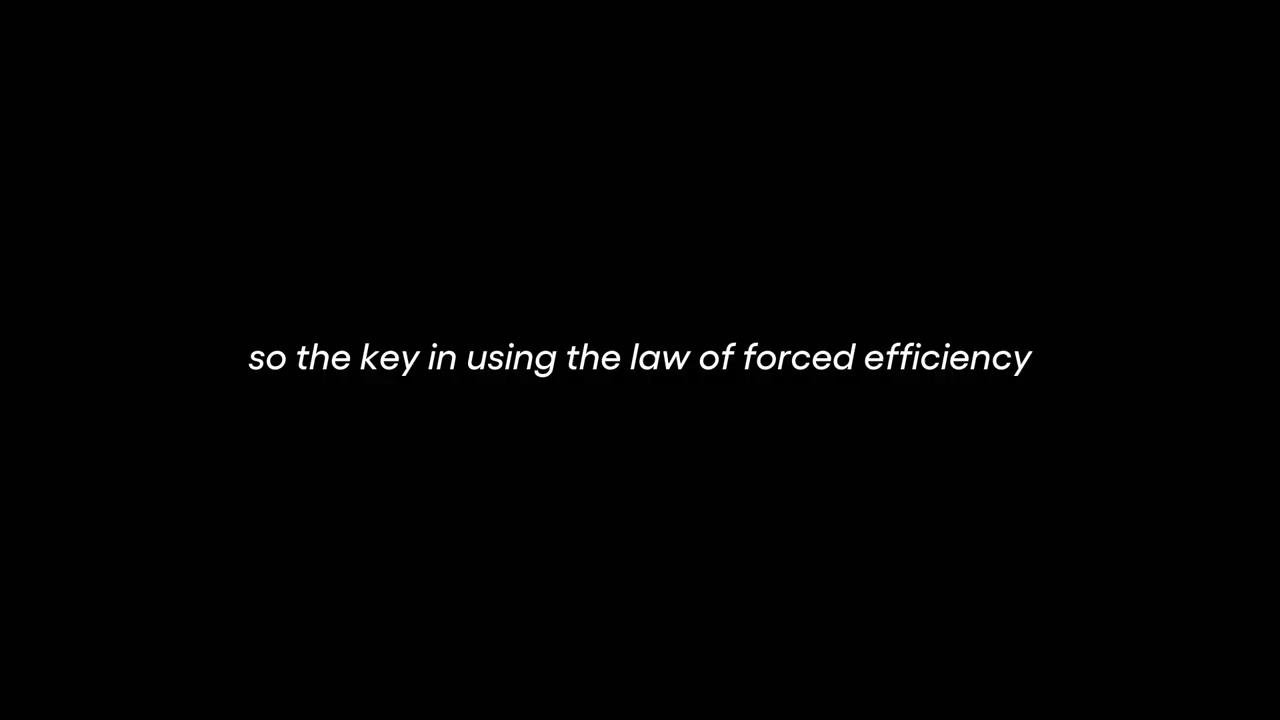 so the key in using the law of forced efficiency